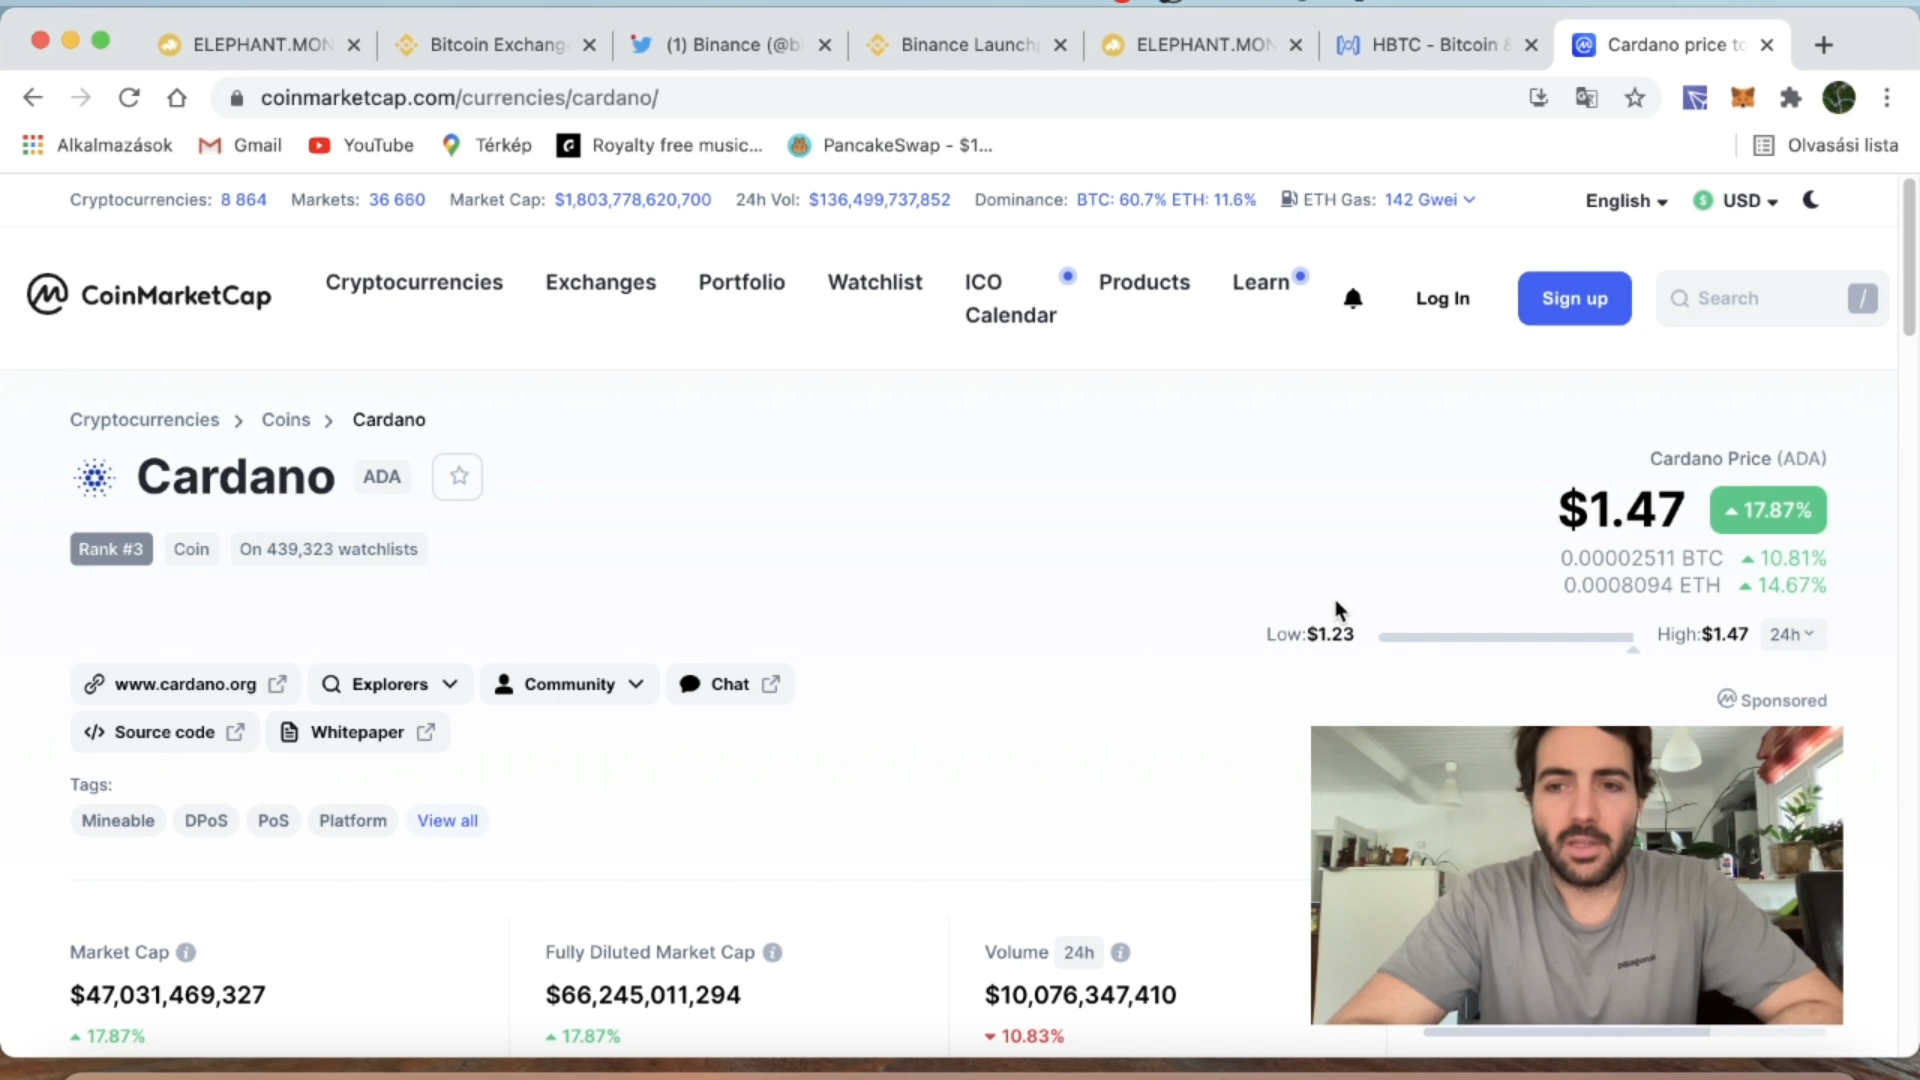 ELEPHANT.MON
Bitcoin Exchang
(1) Binance (@b
Binance Launch
ELEPHANT.MON
HBTC - Bitcoin &
Cardano price to
coinmarketcap.com/currencies/cardano/
Alkalmazások Gmail YouTube Térkép Royalty free music... PancakeSwap - $1... Olvasási lista
Cryptocurrencies: 8 864 Markets: 36 660 Market Cap: $1,803,778,620,700 24h Vol: $136,499,737,852 Dominance: BTC: 60.7% ETH: 11.6% ETH Gas: 142 Gwei English USD
CoinMarketCap Cryptocurrencies Exchanges Portfolio Watchlist ICO Calendar Products Learn Log In Sign up Search /
Cryptocurrencies > Coins > Cardano
Cardano ADA
Rank #3 Coin On 439,323 watchlists
Cardano Price (ADA)
$1.47 17.87%
0.00002511 BTC 10.81%
0.0008094 ETH 14.67%
Low:$1.23 High:$1.47 24h
www.cardano.org Explorers Community Chat
Source code Whitepaper
Sponsored
Tags:
Mineable DPoS PoS Platform View all
Market Cap
$47,031,469,327
17.87%
Fully Diluted Market Cap
$66,245,011,294
17.87%
Volume 24h
$10,076,347,410
10.83%
patagonia